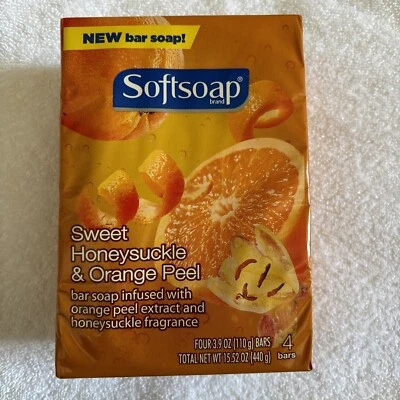 NEW bar soap!
Softsoap
brand
Sweet
Honeysuckle
& Orange Peel
bar soap infused with
orange peel extract and
honeysuckle fragrance
FOUR 3.9 OZ (110 g) BARS
TOTAL NET WT 15.52 OZ (440 g)
4
bars